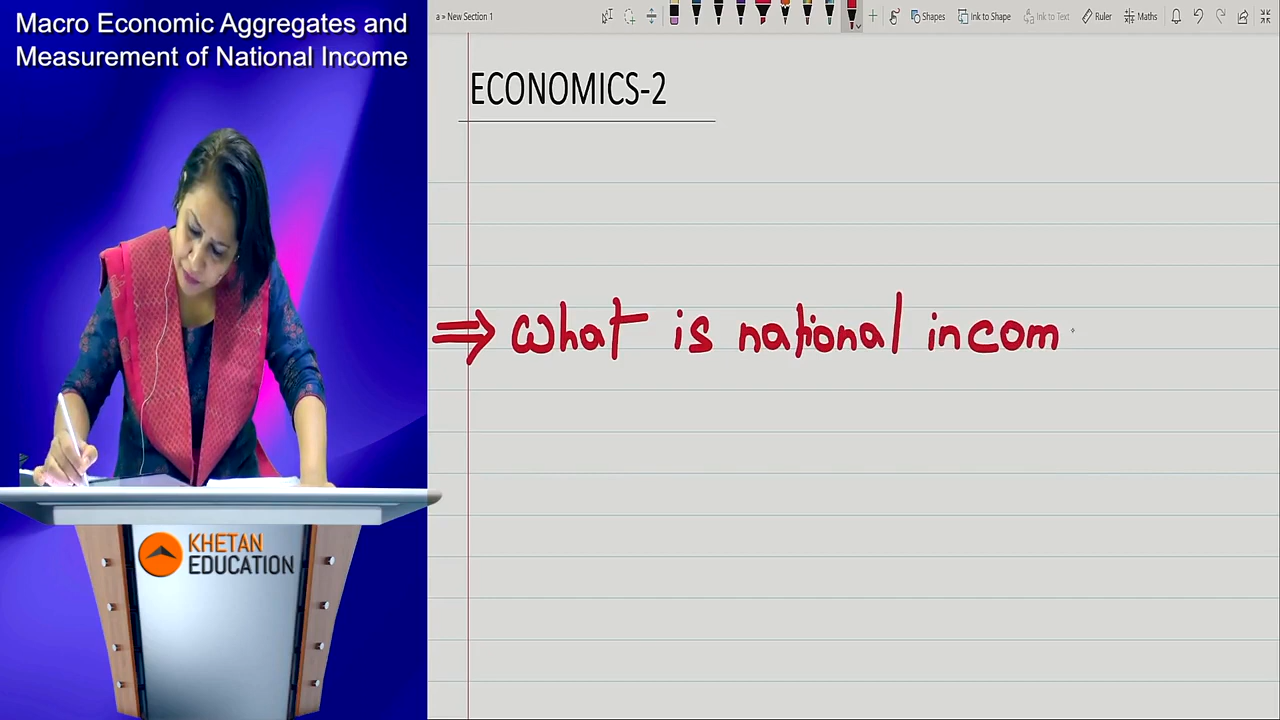 Macro Economic Aggregates and
Measurement of National Income
a » New Section 1
Shapes
Ink to Shape
Ink to Text
Ruler
Maths
ECONOMICS-2
⇒ What is national incom
KHETAN
EDUCATION